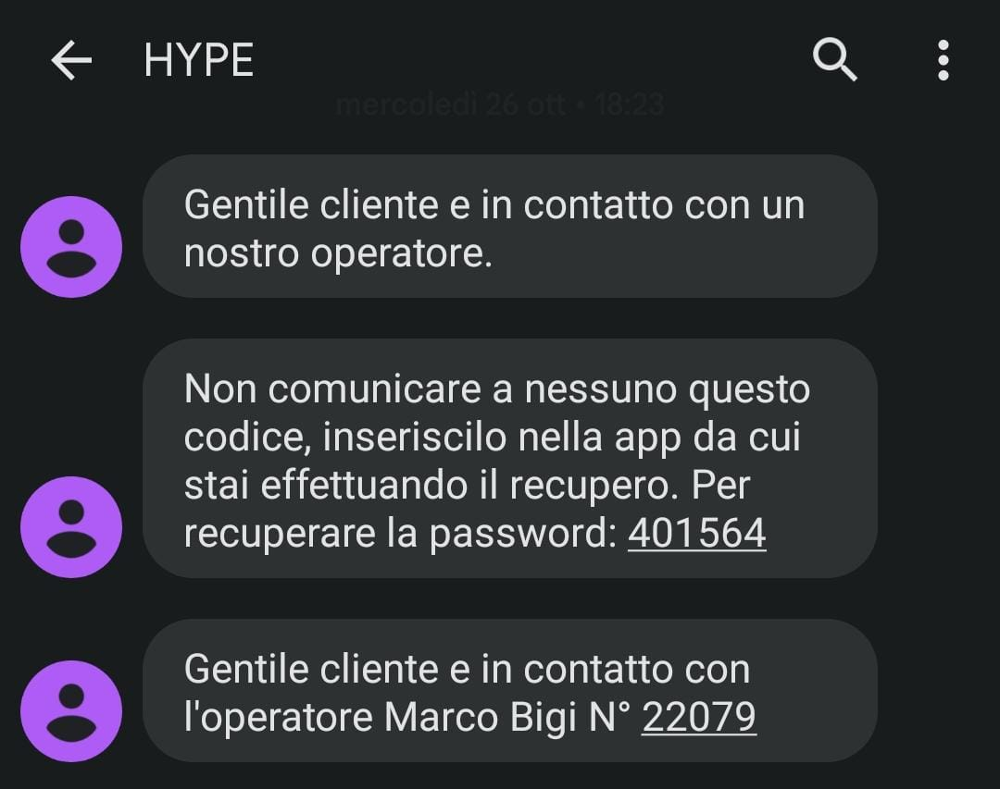 HYPE
mercoledì 26 ott • 18:23
Gentile cliente e in contatto con un
nostro operatore.
Non comunicare a nessuno questo
codice, inseriscilo nella app da cui
stai effettuando il recupero. Per
recuperare la password: 401564
Gentile cliente e in contatto con
l'operatore Marco Bigi N° 22079